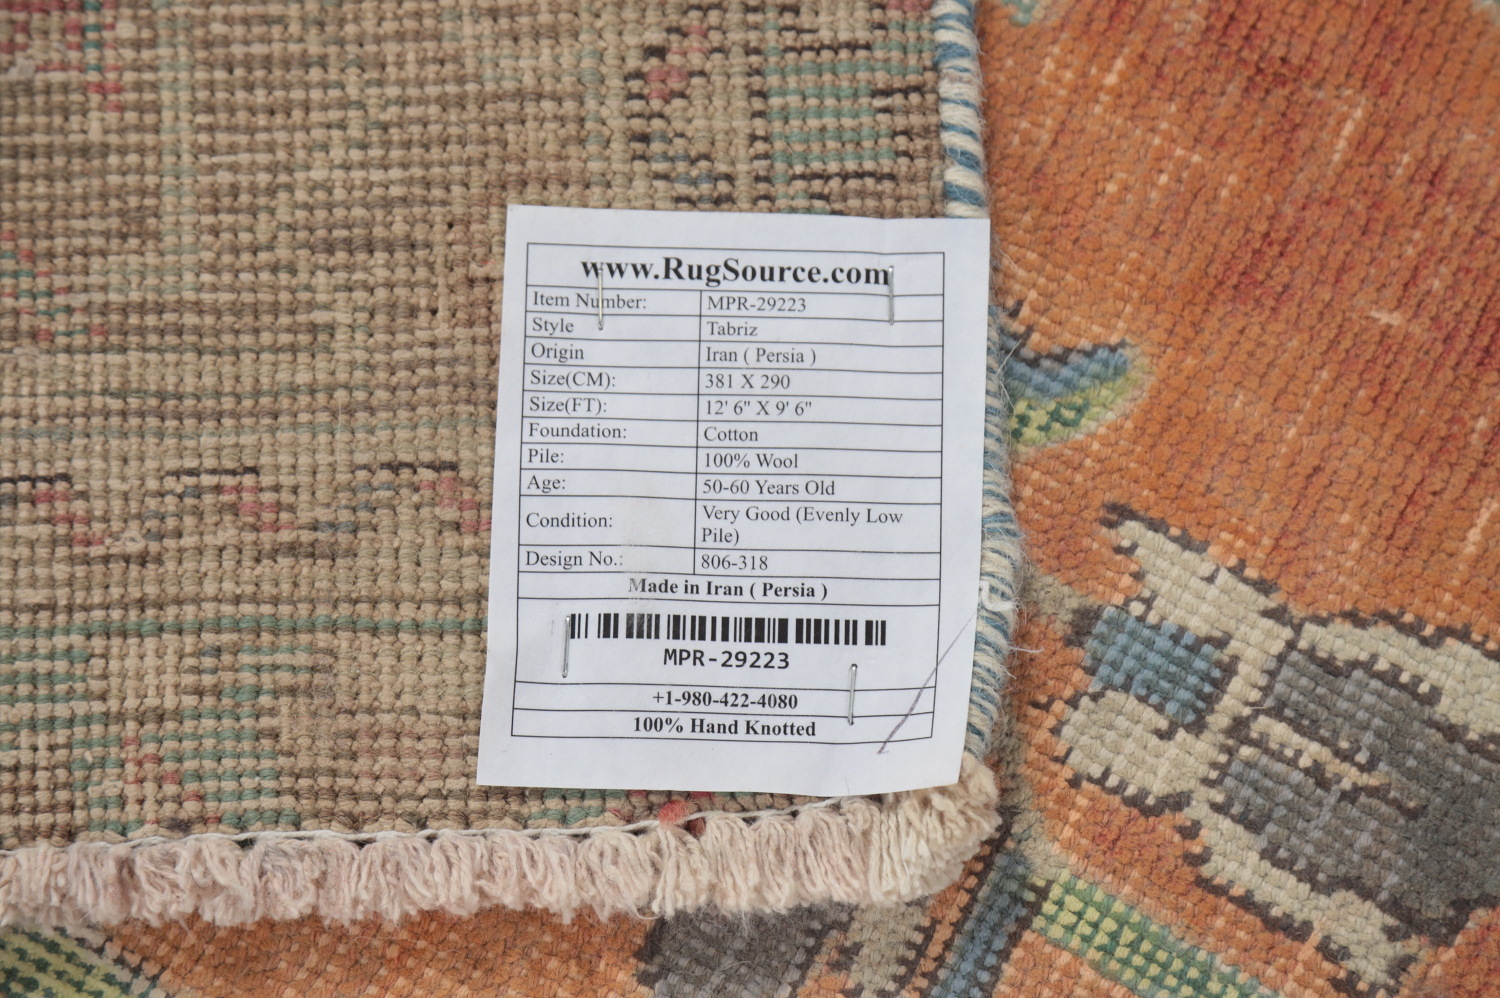 www.RugSource.com
Item Number: MPR-29223
Style Tabriz
Origin Iran ( Persia )
Size(CM): 381 X 290
Size(FT): 12' 6" X 9' 6"
Foundation: Cotton
Pile: 100% Wool
Age: 50-60 Years Old
Condition: Very Good (Evenly Low
Pile)
Design No.: 806-318
Made in Iran ( Persia )
MPR-29223
+1-980-422-4080
100% Hand Knotted